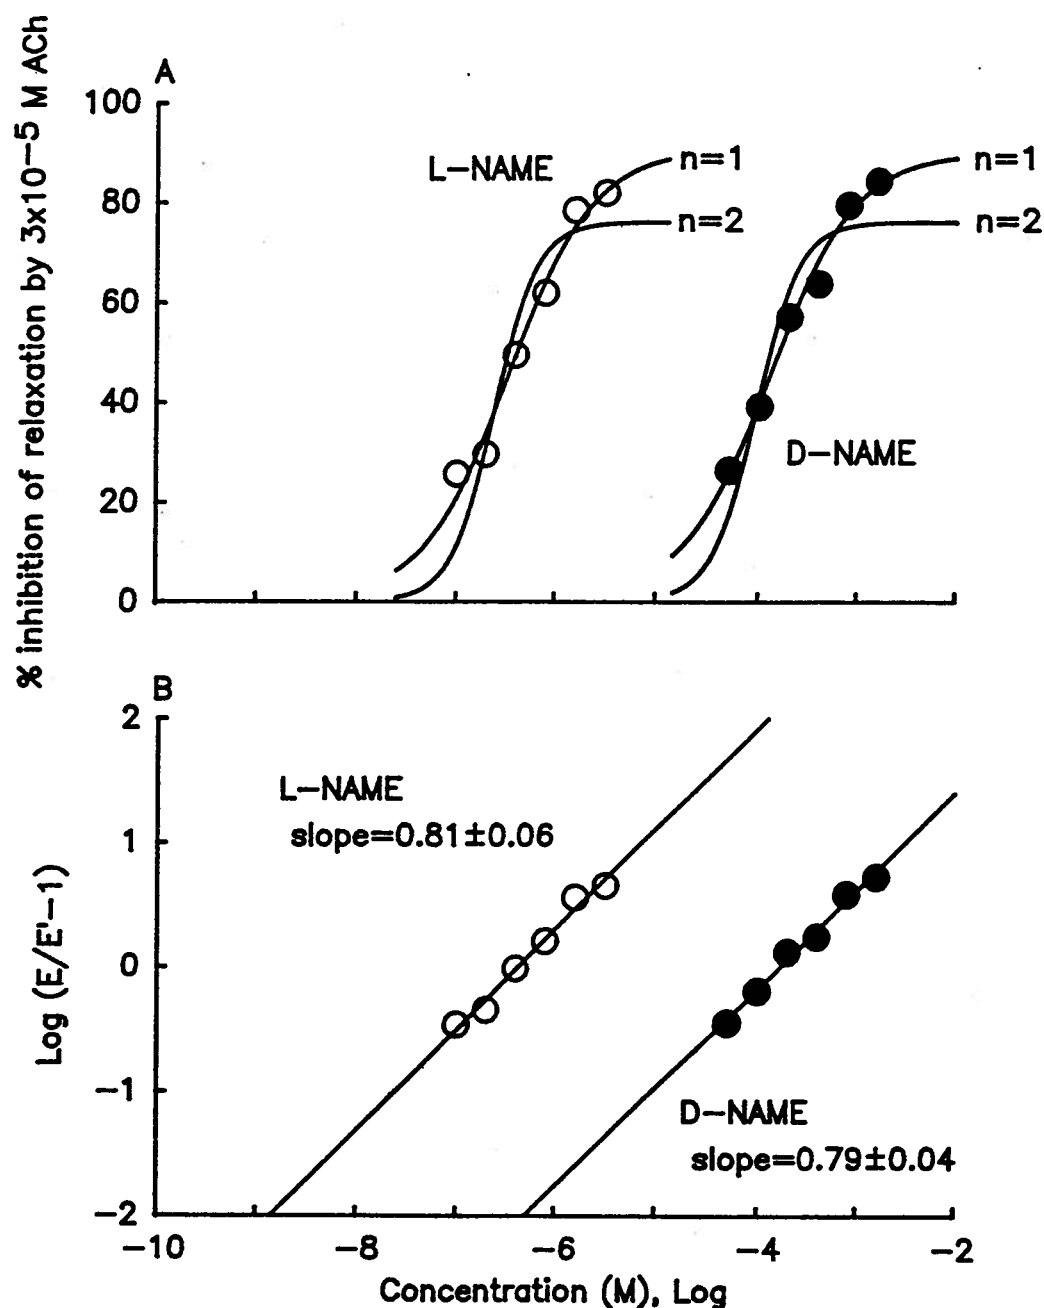 % inhibition of relaxation by 3x10−5 M ACh
A
100
80
60
40
20
0
L−NAME
n=1
n=2
n=1
n=2
D−NAME
B
Log (E/E'−1)
2
1
0
−1
−2
L−NAME
slope=0.81±0.06
D−NAME
slope=0.79±0.04
−10
−8
−6
−4
−2
Concentration (M), Log